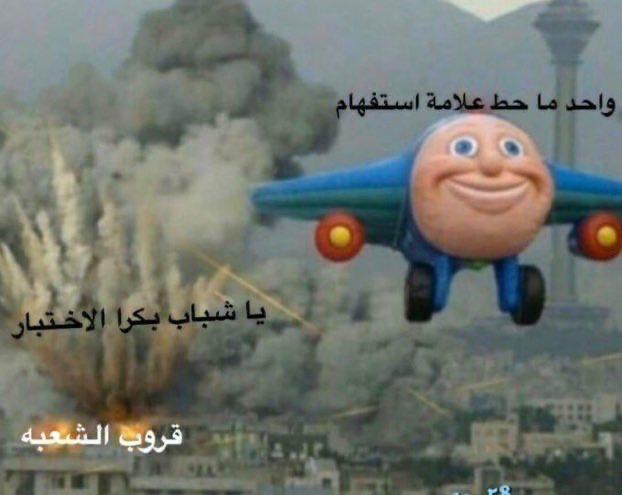 واحد ما حط علامة استفهام
يا شباب بكرا الاختبار
قروب الشعبه